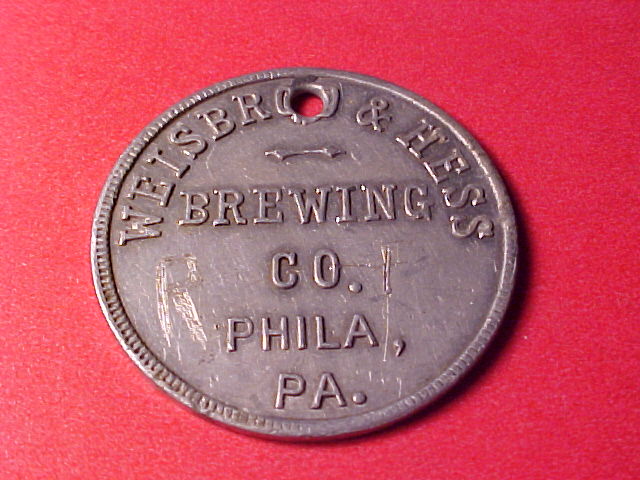 WEISBROD & HESS
BREWING
CO.
PHILA,
PA.